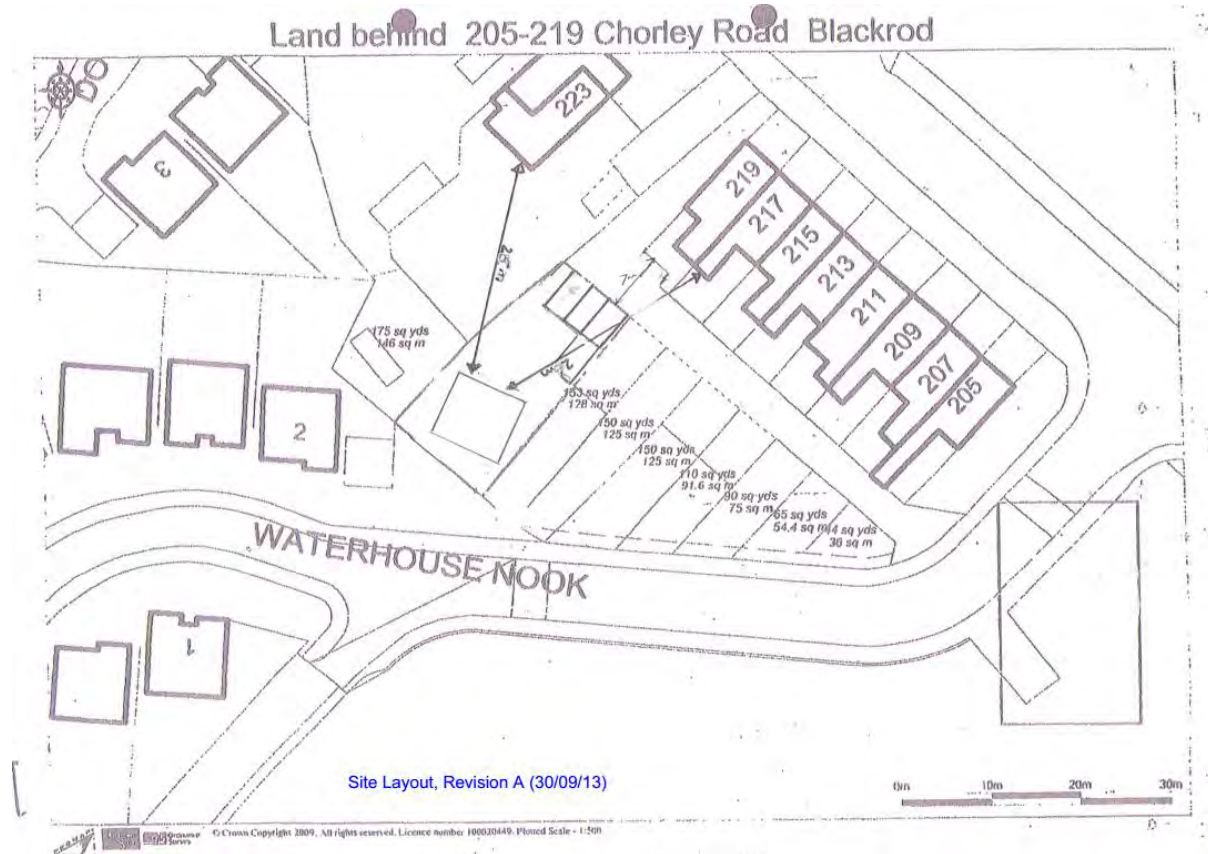 Land behind 205-219 Chorley Road Blackrod
DO
223
3
219
217
215
213
211
209
207
205
25 m
7m
175 sq yds
146 sq m
153 sq yds
128 sq m
150 sq yds
125 sq m
150 sq yds
125 sq m
110 sq yds
91.6 sq m
90 sq yds
75 sq m
65 sq yds
54.4 sq m
44 sq yds
36 sq m
2
WATERHOUSE NOOK
1
Site Layout, Revision A (30/09/13)
0m 10m 20m 30m
© Crown Copyright 2009. All rights reserved. Licence number 100020449. Plotted Scale - 1:500